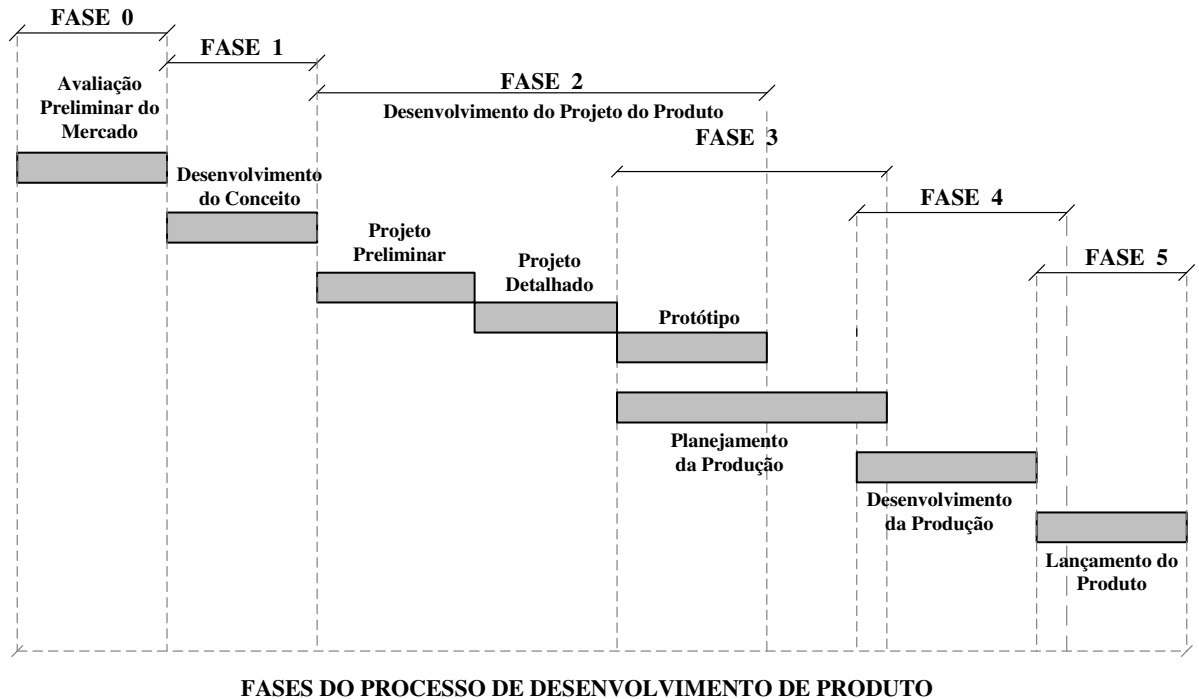 FASE 0
FASE 1
Avaliação
Preliminar do
Mercado
FASE 2
Desenvolvimento do Projeto do Produto
FASE 3
Desenvolvimento
do Conceito
FASE 4
Projeto
Preliminar
Projeto
Detalhado
FASE 5
Protótipo
Planejamento
da Produção
Desenvolvimento
da Produção
Lançamento do
Produto
FASES DO PROCESSO DE DESENVOLVIMENTO DE PRODUTO